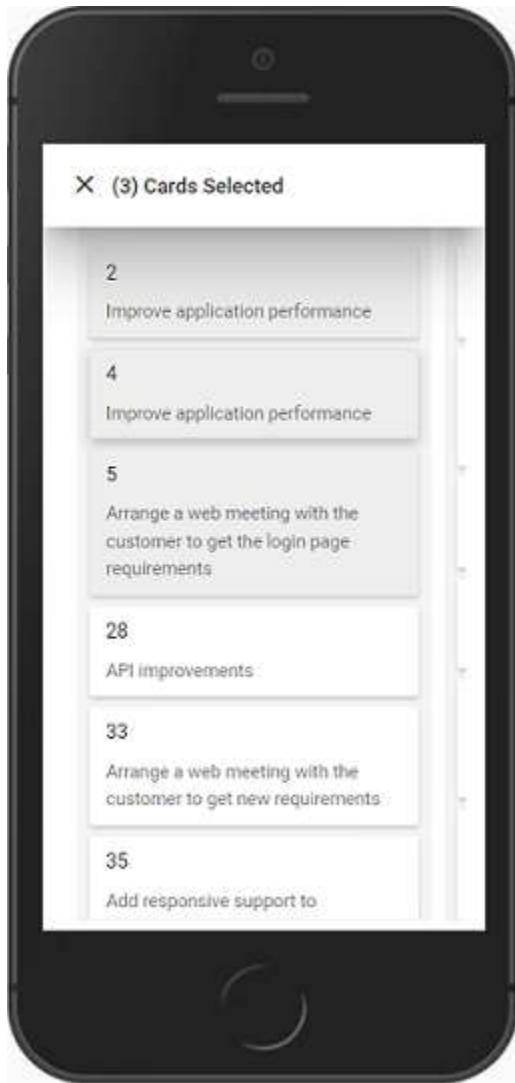 (3) Cards Selected
2
Improve application performance
4
Improve application performance
5
Arrange a web meeting with the
customer to get the login page
requirements
28
API improvements
33
Arrange a web meeting with the
customer to get new requirements
35
Add responsive support to